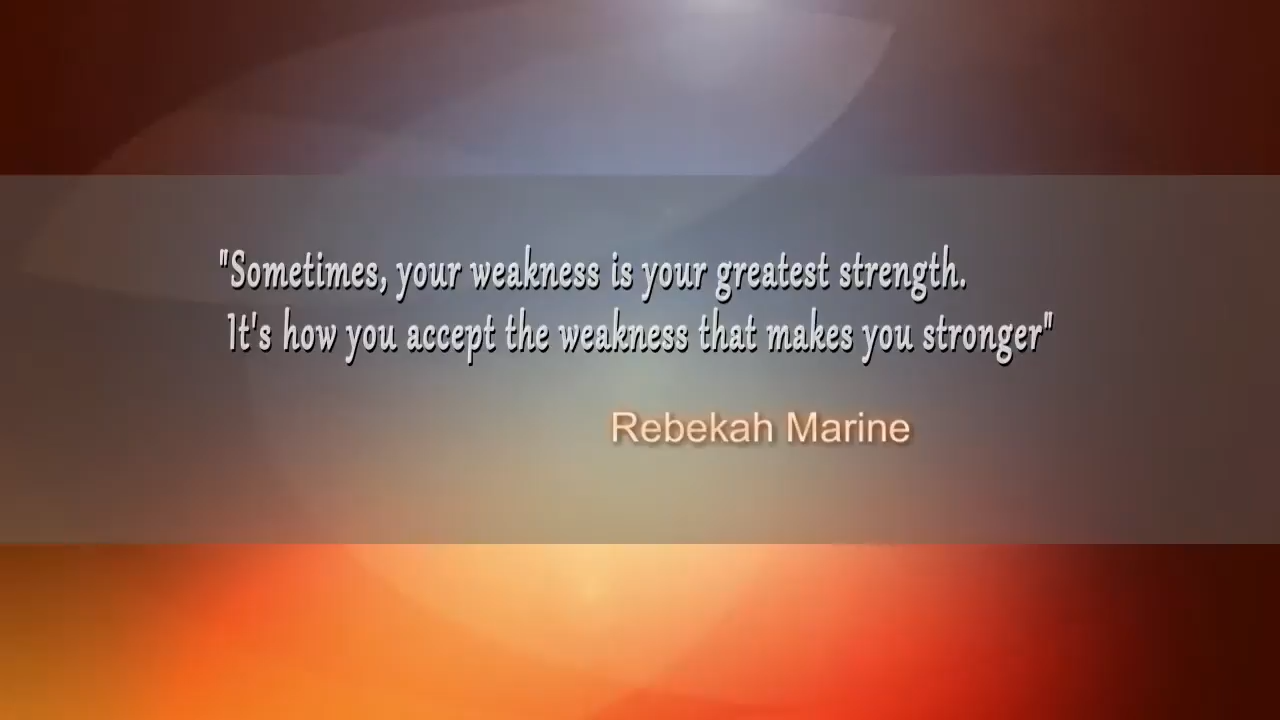 "Sometimes, your weakness is your greatest strength.
It's how you accept the weakness that makes you stronger"
Rebekah Marine